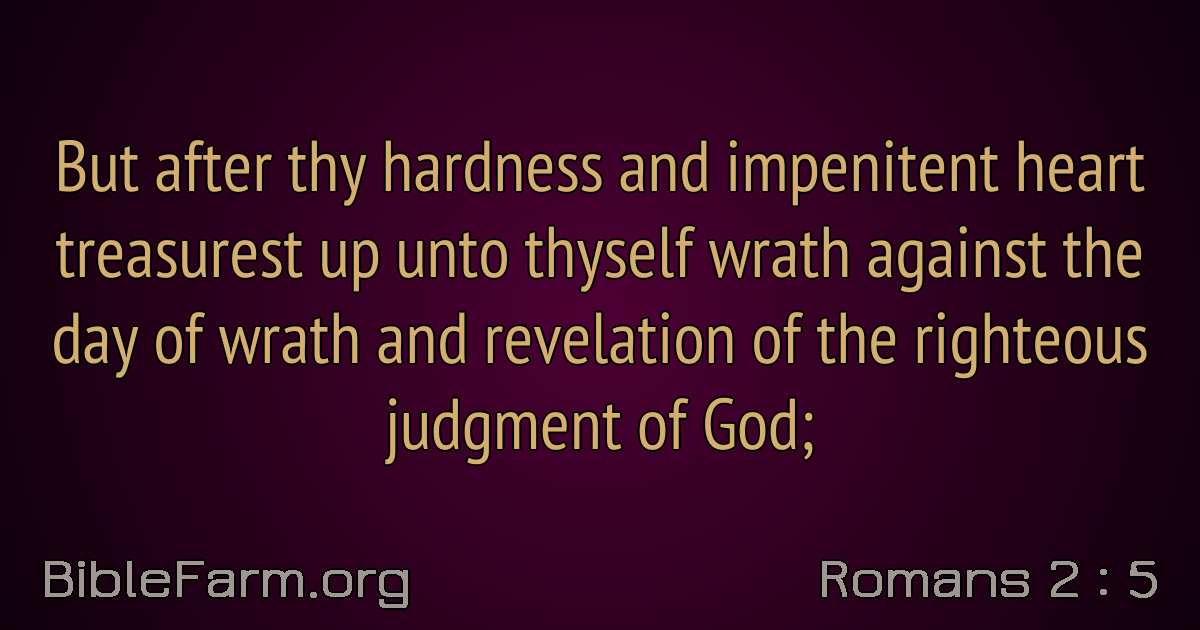 But after thy hardness and impenitent heart
treasurest up unto thyself wrath against the
day of wrath and revelation of the righteous
judgment of God;
BibleFarm.org
Romans 2 : 5